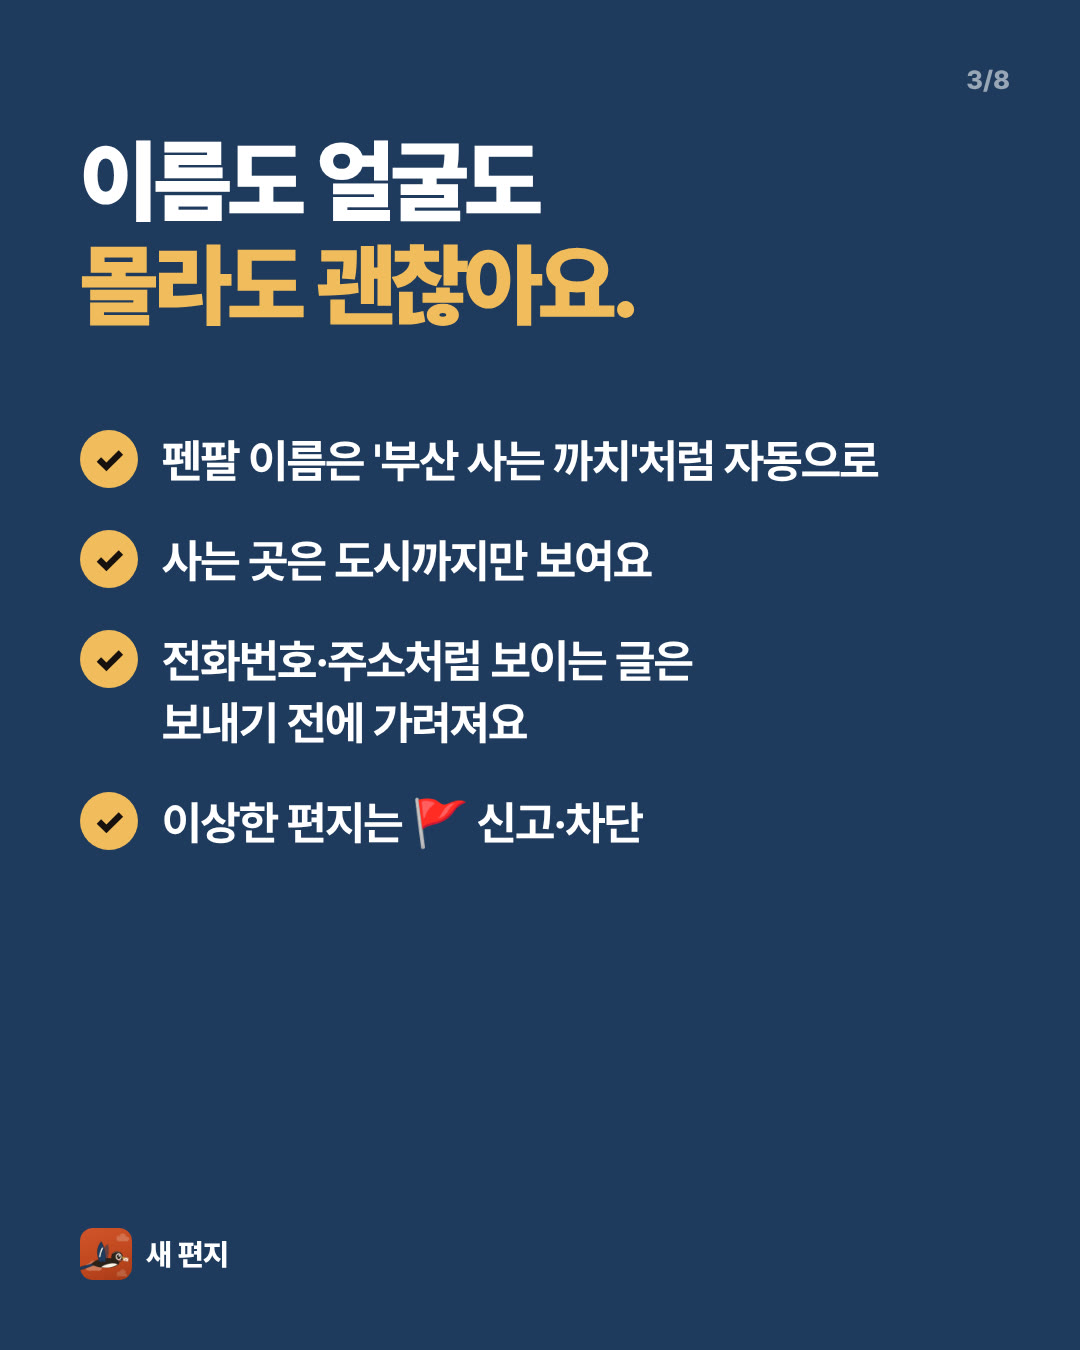 3/8
이름도 얼굴도
몰라도 괜찮아요.
펜팔 이름은 '부산 사는 까치'처럼 자동으로
사는 곳은 도시까지만 보여요
전화번호·주소처럼 보이는 글은
보내기 전에 가려져요
이상한 편지는 🚩 신고·차단
새 편지